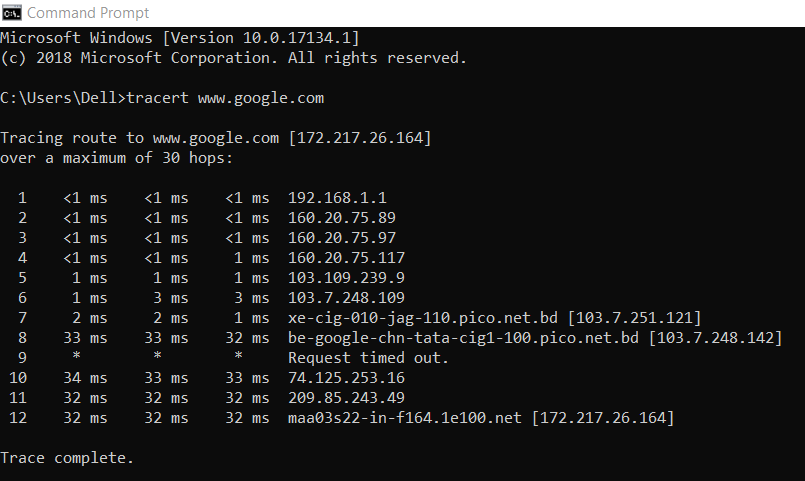 Command Prompt
Microsoft Windows [Version 10.0.17134.1]
(c) 2018 Microsoft Corporation. All rights reserved.
C:\Users\Dell>tracert www.google.com
Tracing route to www.google.com [172.217.26.164]
over a maximum of 30 hops:
1 <1 ms <1 ms <1 ms 192.168.1.1
2 <1 ms <1 ms <1 ms 160.20.75.89
3 <1 ms <1 ms <1 ms 160.20.75.97
4 <1 ms <1 ms 1 ms 160.20.75.117
5 1 ms 1 ms 1 ms 103.109.239.9
6 1 ms 3 ms 3 ms 103.7.248.109
7 2 ms 2 ms 1 ms xe-cig-010-jag-110.pico.net.bd [103.7.251.121]
8 33 ms 33 ms 32 ms be-google-chn-tata-cig1-100.pico.net.bd [103.7.248.142]
9 * * * Request timed out.
10 34 ms 33 ms 33 ms 74.125.253.16
11 32 ms 32 ms 32 ms 209.85.243.49
12 32 ms 32 ms 32 ms maa03s22-in-f164.1e100.net [172.217.26.164]
Trace complete.